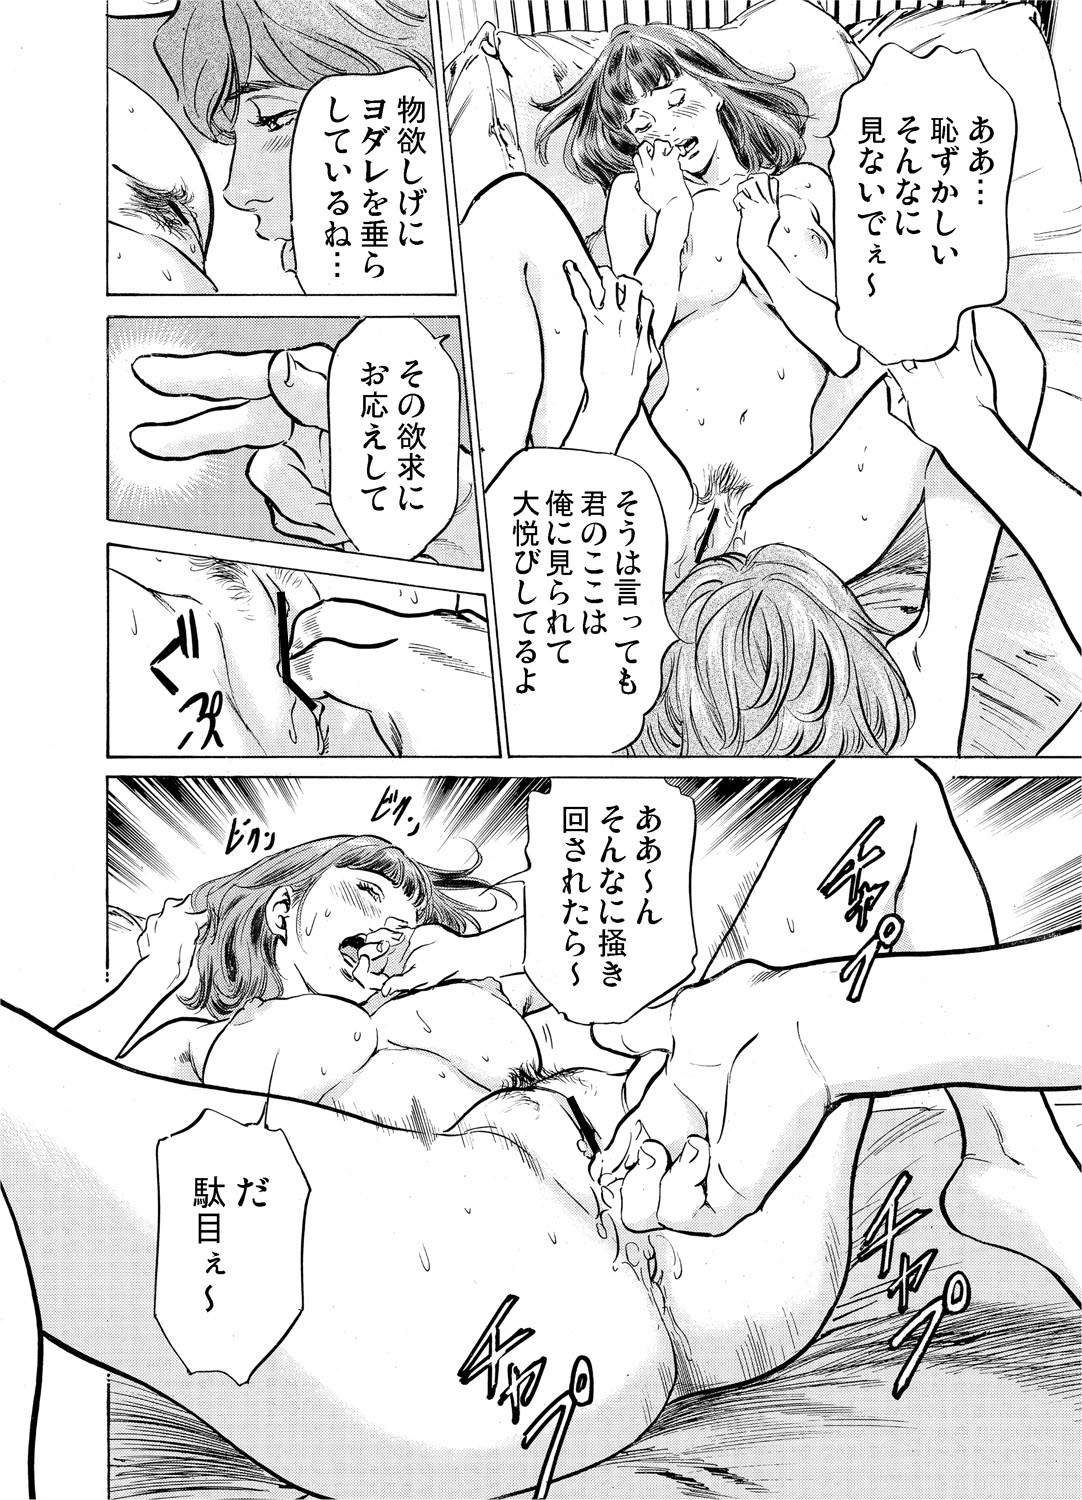 ああ…
恥ずかしい
そんなに
見ないでぇ～
そうは言っても
君のここは
俺に見られて
大悦びしてるよ
物欲しげに
ヨダレを垂ら
しているね…
その欲求に
お応えして
ぐ
ぷ
ああ～ん
そんなに掻き
回されたら～
ビクン
ビクン
だ
駄目ぇ～
チャプ
チャプ
チャプ